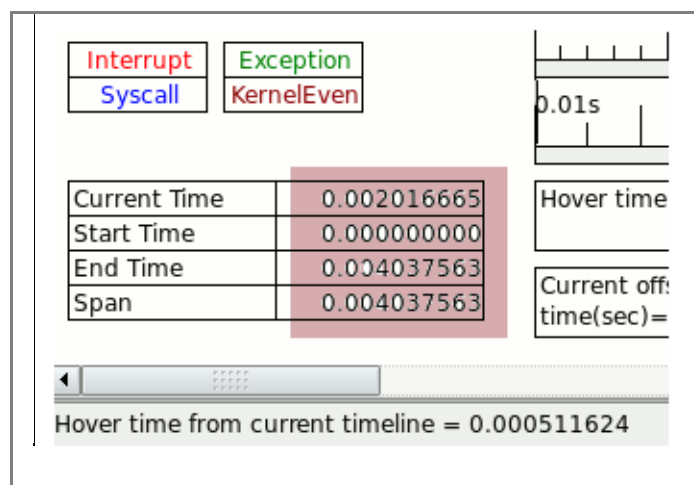 Interrupt Exception
Syscall KernelEven
0.01s
Current Time 0.002016665
Start Time 0.000000000
End Time 0.004037563
Span 0.004037563
Hover time
Current off
time(sec)=
Hover time from current timeline = 0.000511624